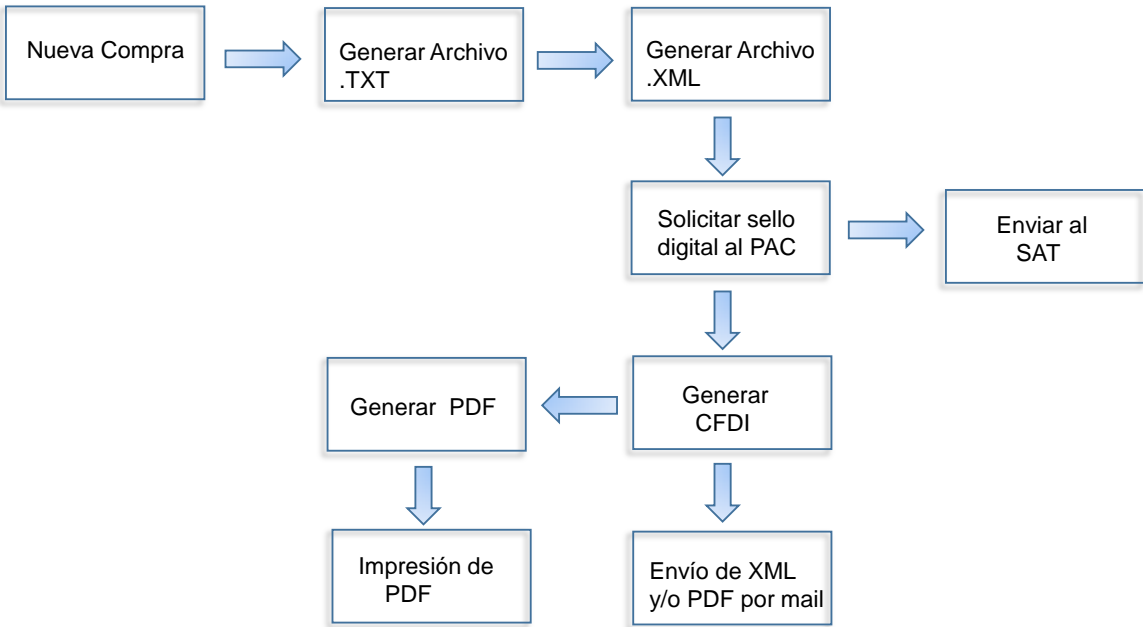 Nueva Compra
Generar Archivo
.TXT
Generar Archivo
.XML
Solicitar sello
digital al PAC
Enviar al
SAT
Generar PDF
Generar
CFDI
Impresión de
PDF
Envío de XML
y/o PDF por mail